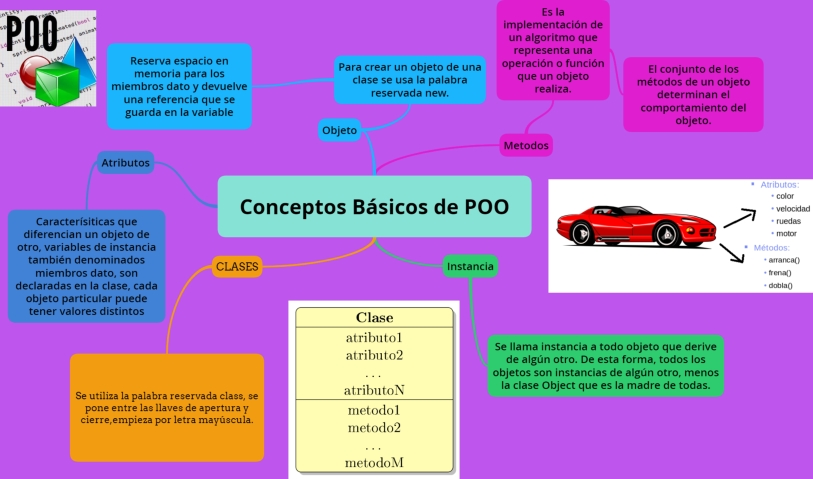 POO
Reserva espacio en
memoria para los
miembros dato y devuelve
una referencia que se
guarda en la variable
Para crear un objeto de una
clase se usa la palabra
reservada new.
Objeto
Es la
implementación de
un algoritmo que
representa una
operación o función
que un objeto
realiza.
El conjunto de los
métodos de un objeto
determinan el
comportamiento del
objeto.
Metodos
Atributos
Conceptos Básicos de POO
Carácterísiticas que
diferencian un objeto de
otro, variables de instancia
también denominados
miembros dato, son
declaradas en la clase, cada
objeto particular puede
tener valores distintos
CLASES
Instancia
• Atributos:
• color
• velocidad
• ruedas
• motor
• Métodos:
• arranca()
• frena()
• dobla()
Se utiliza la palabra reservada class, se
pone entre las llaves de apertura y
cierre,empieza por letra mayúscula.
Clase
atributo1
atributo2
...
atributoN
metodo1
metodo2
...
metodoM
Se llama instancia a todo objeto que derive
de algún otro. De esta forma, todos los
objetos son instancias de algún otro, menos
la clase Object que es la madre de todas.